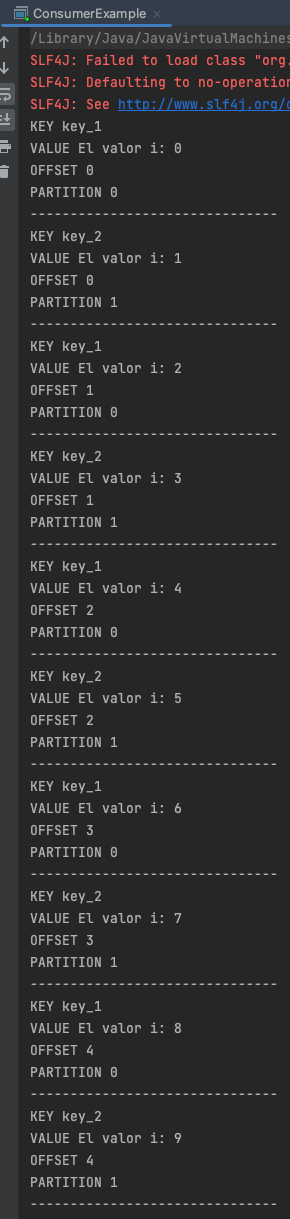 ConsumerExample
/Library/Java/JavaVirtualMachines
SLF4J: Failed to load class "org.
SLF4J: Defaulting to no-operation
SLF4J: See http://www.slf4j.org/
KEY key_1
VALUE El valor i: 0
OFFSET 0
PARTITION 0
-------------------------------
KEY key_2
VALUE El valor i: 1
OFFSET 0
PARTITION 1
-------------------------------
KEY key_1
VALUE El valor i: 2
OFFSET 1
PARTITION 0
-------------------------------
KEY key_2
VALUE El valor i: 3
OFFSET 1
PARTITION 1
-------------------------------
KEY key_1
VALUE El valor i: 4
OFFSET 2
PARTITION 0
-------------------------------
KEY key_2
VALUE El valor i: 5
OFFSET 2
PARTITION 1
-------------------------------
KEY key_1
VALUE El valor i: 6
OFFSET 3
PARTITION 0
-------------------------------
KEY key_2
VALUE El valor i: 7
OFFSET 3
PARTITION 1
-------------------------------
KEY key_1
VALUE El valor i: 8
OFFSET 4
PARTITION 0
-------------------------------
KEY key_2
VALUE El valor i: 9
OFFSET 4
PARTITION 1
-------------------------------